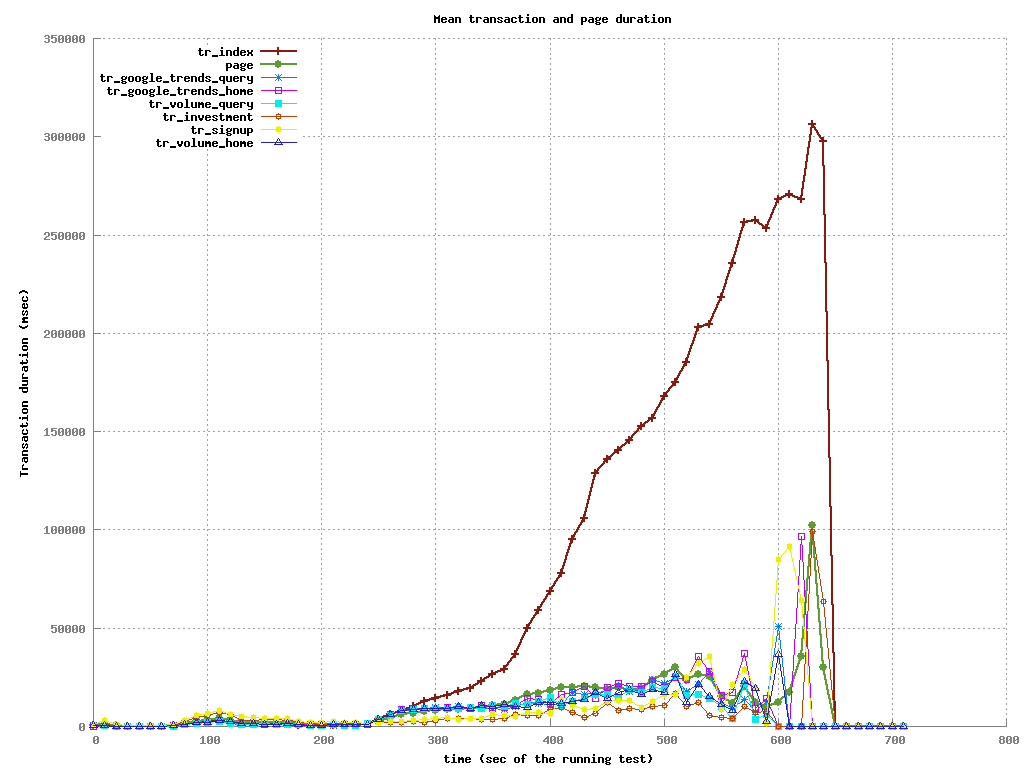 Mean transaction and page duration
350000
300000
250000
200000
150000
100000
50000
0
Transaction duration (msec)
tr_index
page
tr_google_trends_query
tr_google_trends_home
tr_volume_query
tr_investment
tr_signup
tr_volume_home
0 100 200 300 400 500 600 700 800
time (sec of the running test)